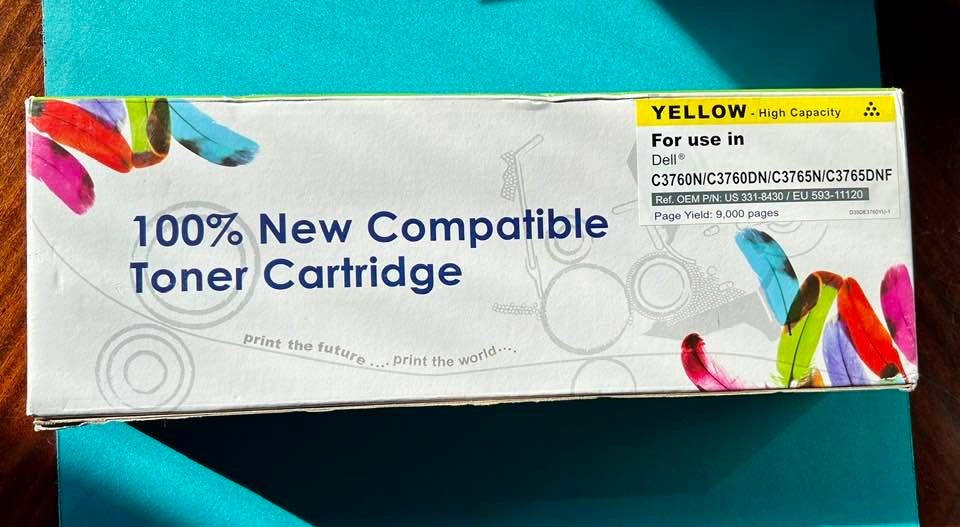 YELLOW - High Capacity
For use in
Dell®
C3760N/C3760DN/C3765N/C3765DNF
Ref. OEM P/N: US 331-8430 / EU 593-11120
Page Yield: 9,000 pages
100% New Compatible
Toner Cartridge
print the future .... print the world....